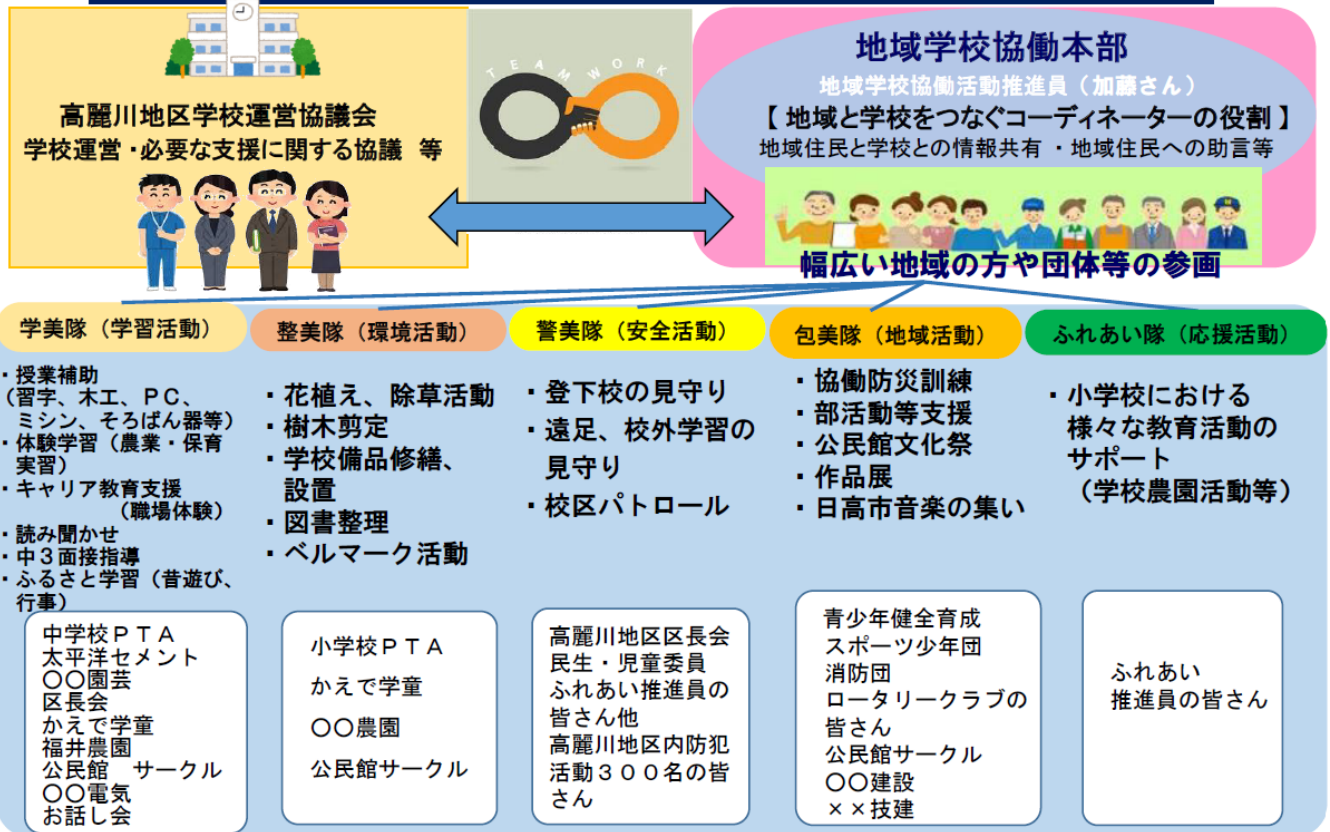 高麗川地区学校運営協議会
学校運営・必要な支援に関する協議 等
TEAMWORK
地域学校協働本部
地域学校協働活動推進員（加藤さん）
【 地域と学校をつなぐコーディネーターの役割 】
地域住民と学校との情報共有 ・地域住民への助言等
幅広い地域の方や団体等の参画
学美隊（学習活動）
・授業補助
（習字、木工、ＰＣ、
ミシン、そろばん器等）
・体験学習（農業・保育
実習）
・キャリア教育支援
（職場体験）
・読み聞かせ
・中３面接指導
・ふるさと学習（昔遊び、
行事）
中学校ＰＴＡ
太平洋セメント
〇〇園芸
区長会
かえで学童
福井農園
公民館　サークル
〇〇電気
お話し会
整美隊（環境活動）
・花植え、除草活動
・樹木剪定
・学校備品修繕、
設置
・図書整理
・ベルマーク活動
小学校ＰＴＡ
かえで学童
〇〇農園
公民館サークル
警美隊（安全活動）
・登下校の見守り
・遠足、校外学習の
見守り
・校区パトロール
高麗川地区区長会
民生・児童委員
ふれあい推進員の
皆さん他
高麗川地区内防犯
活動３００名の皆
さん
包美隊（地域活動）
・協働防災訓練
・部活動等支援
・公民館文化祭
・作品展
・日高市音楽の集い
青少年健全育成
スポーツ少年団
消防団
ロータリークラブの
皆さん
公民館サークル
〇〇建設
××技建
ふれあい隊（応援活動）
・小学校における
様々な教育活動の
サポート
（学校農園活動等）
ふれあい
推進員の皆さん